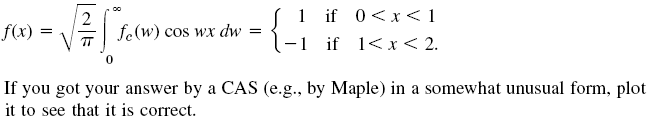 f(x) = √(2/π) ∫₀^∞ f_c(w) cos wx dw = { 1 if 0 < x < 1
−1 if 1 < x < 2.
If you got your answer by a CAS (e.g., by Maple) in a somewhat unusual form, plot
it to see that it is correct.